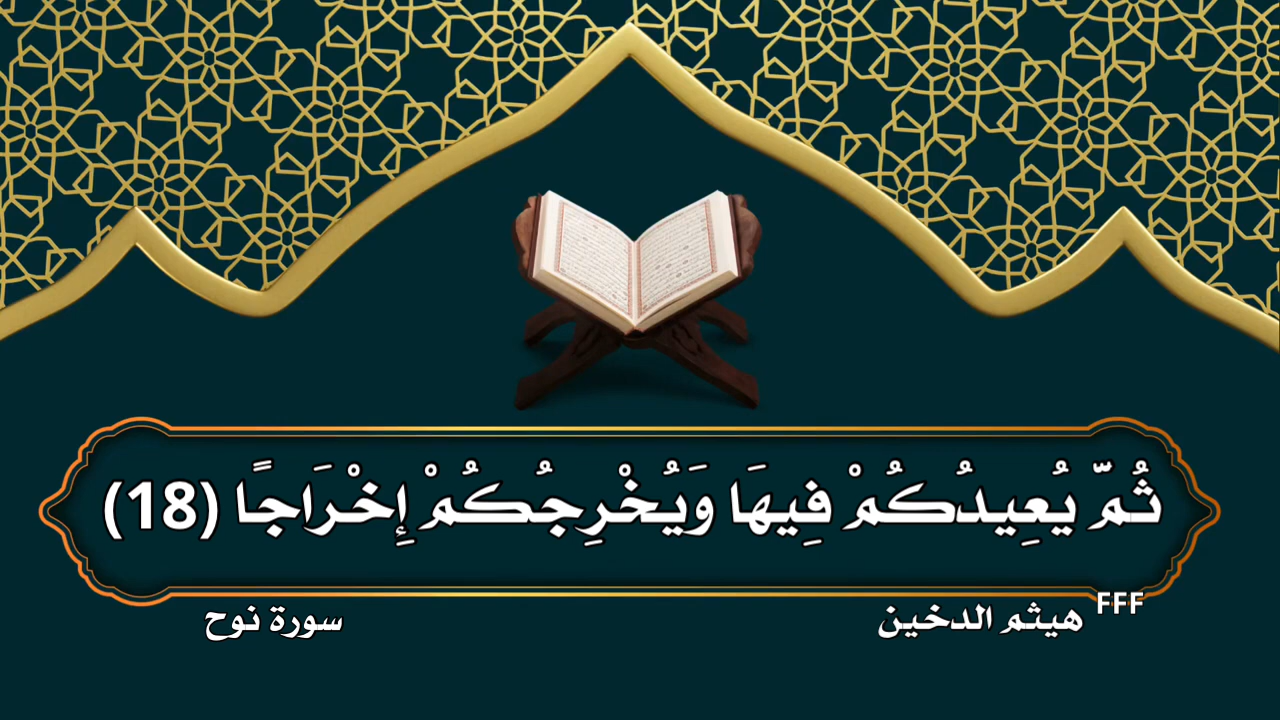 ثُمَّ يُعِيدُكُمْ فِيهَا وَيُخْرِجُكُمْ إِخْرَاجًا (18)
FFF هيثم الدخين
سورة نوح